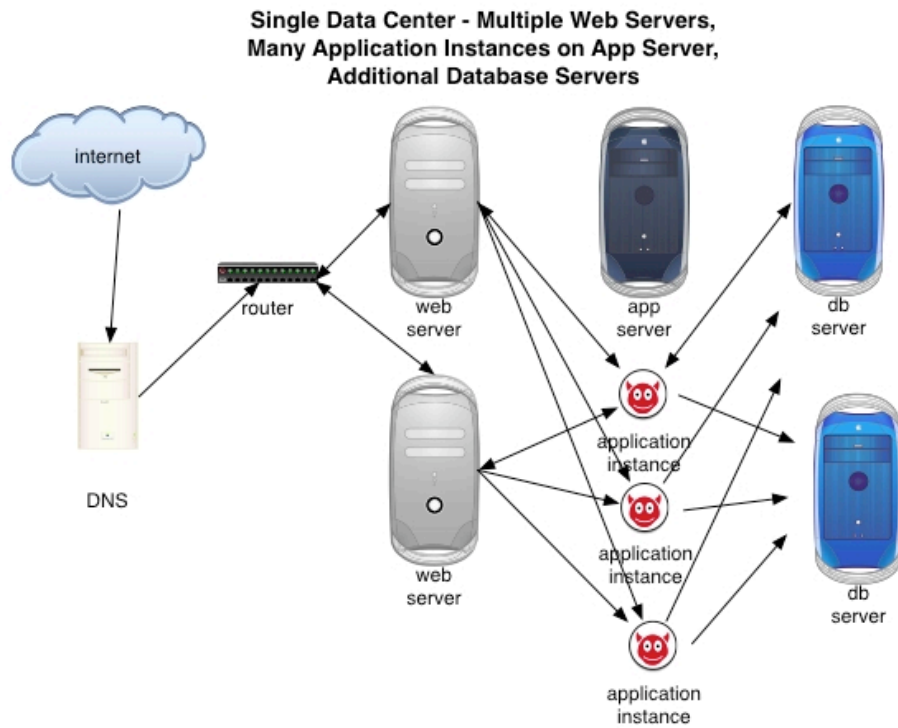 Single Data Center - Multiple Web Servers,
Many Application Instances on App Server,
Additional Database Servers
internet
router
web
server
app
server
db
server
DNS
web
server
application
instance
application
instance
db
server
application
instance